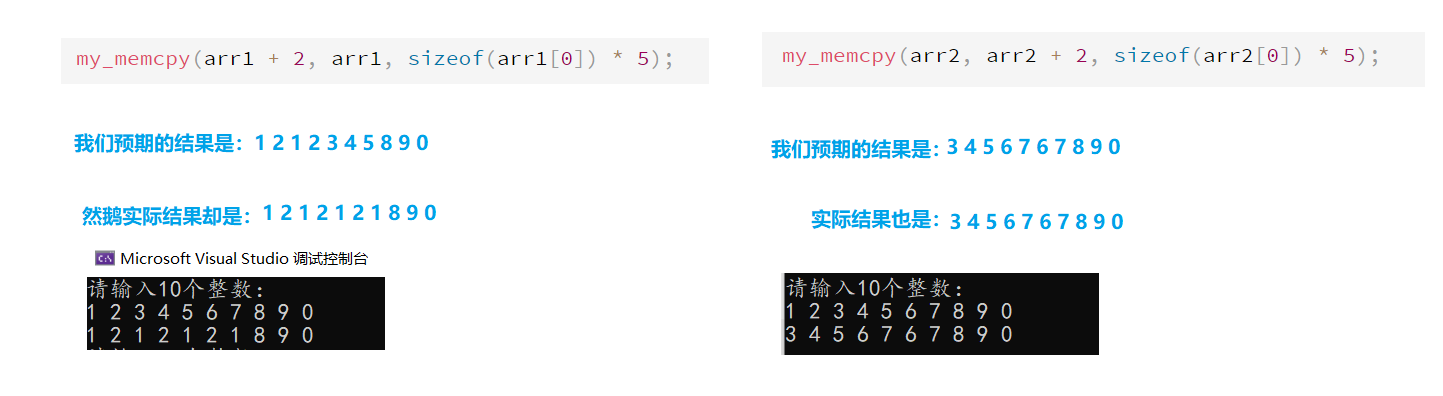 my_memcpy(arr1 + 2, arr1, sizeof(arr1[0]) * 5);
我们预期的结果是：1 2 1 2 3 4 5 8 9 0
然鹅实际结果却是：1 2 1 2 1 2 1 8 9 0
C:\ Microsoft Visual Studio 调试控制台
请输入10个整数：
1 2 3 4 5 6 7 8 9 0
1 2 1 2 1 2 1 8 9 0
my_memcpy(arr2, arr2 + 2, sizeof(arr2[0]) * 5);
我们预期的结果是：3 4 5 6 7 6 7 8 9 0
实际结果也是：3 4 5 6 7 6 7 8 9 0
请输入10个整数：
1 2 3 4 5 6 7 8 9 0
3 4 5 6 7 6 7 8 9 0